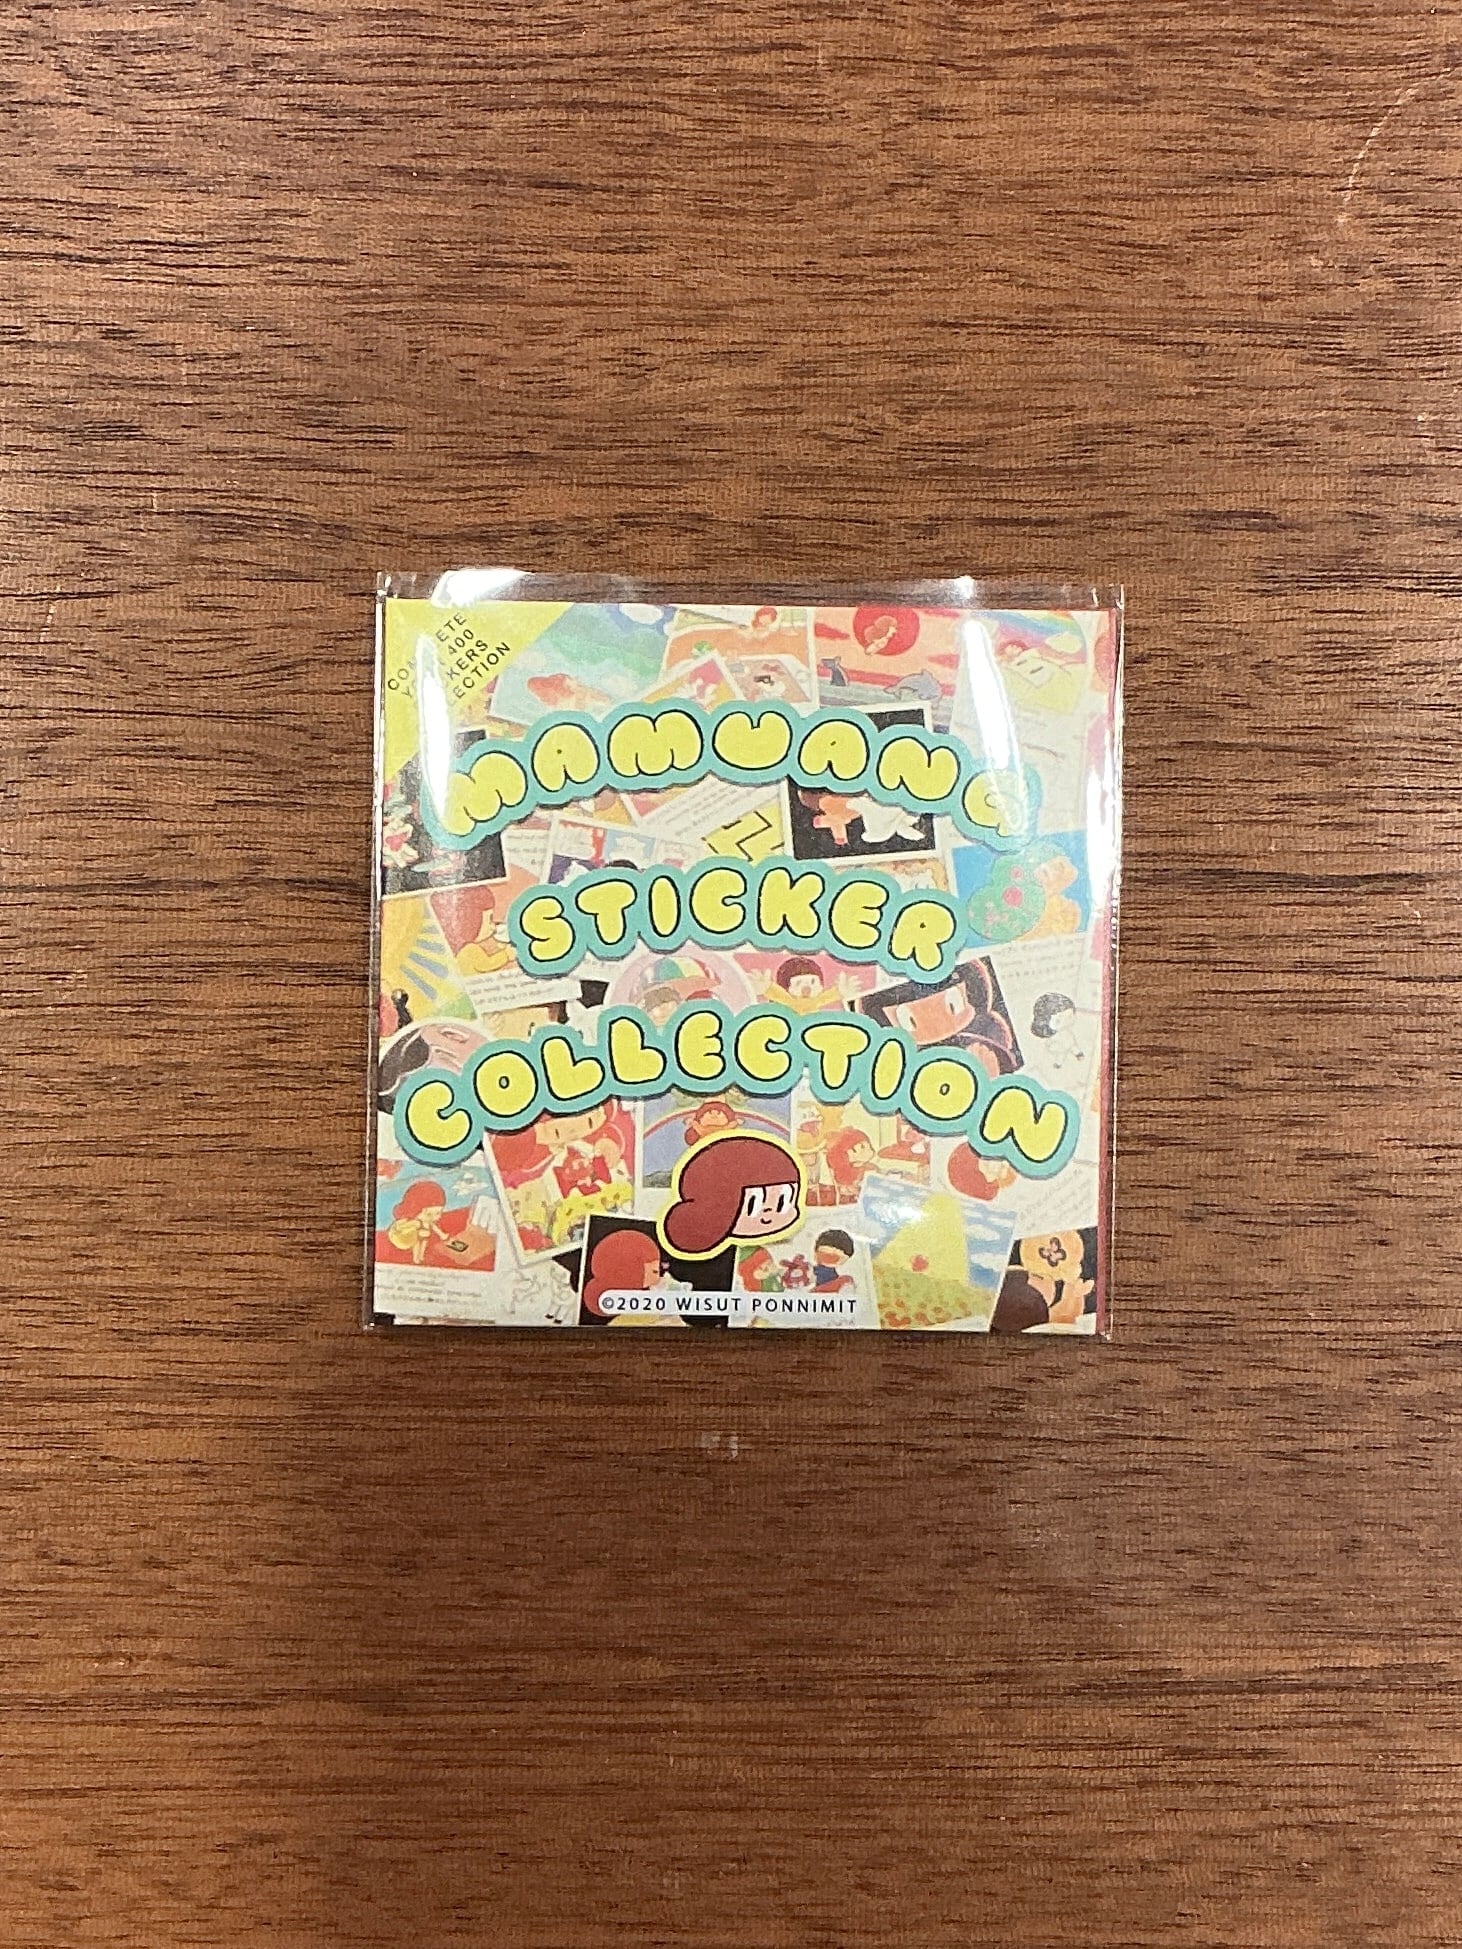 400
MAMUANG
STICKER
COLLECTION
©2020 WISUT PONNIMIT